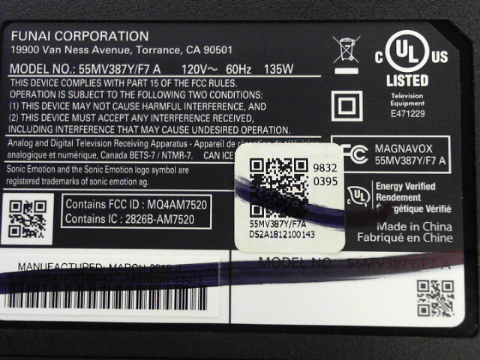 FUNAI CORPORATION
19900 Van Ness Avenue, Torrance, CA 90501
MODEL NO.: 55MV387Y/F7 A 120V~ 60Hz 135W
THIS DEVICE COMPLIES WITH PART 15 OF THE FCC RULES.
OPERATION IS SUBJECT TO THE FOLLOWING TWO CONDITIONS:
(1) THIS DEVICE MAY NOT CAUSE HARMFUL INTERFERENCE, AND
(2) THIS DEVICE MUST ACCEPT ANY INTERFERENCE RECEIVED,
INCLUDING INTERFERENCE THAT MAY CAUSE UNDESIRED
Analog and Digital Television Receiving Apparatus - Appareil de réception de
analogique et numérique, Canada BETS-7 / NTMR-7. CAN ICE
Sonic Emotion and the Sonic Emotion logo are
registered trademarks of sonic emotion ag.
Contains FCC ID : MQ4AM7520
Contains IC : 2826B-AM7520
9832
0395
55MV387Y/F7A
DS2A1812100143
c UL US
LISTED
Television
Equipment
E471229
FC MAGNAVOX
55MV387Y/F7 A
Energy Verified
Rendement
Énergétique Vérifié
Made in China
Fabriqué en Chine
MANUFACTURED MARCH
MODEL NO.: 55MV387Y/F7 A